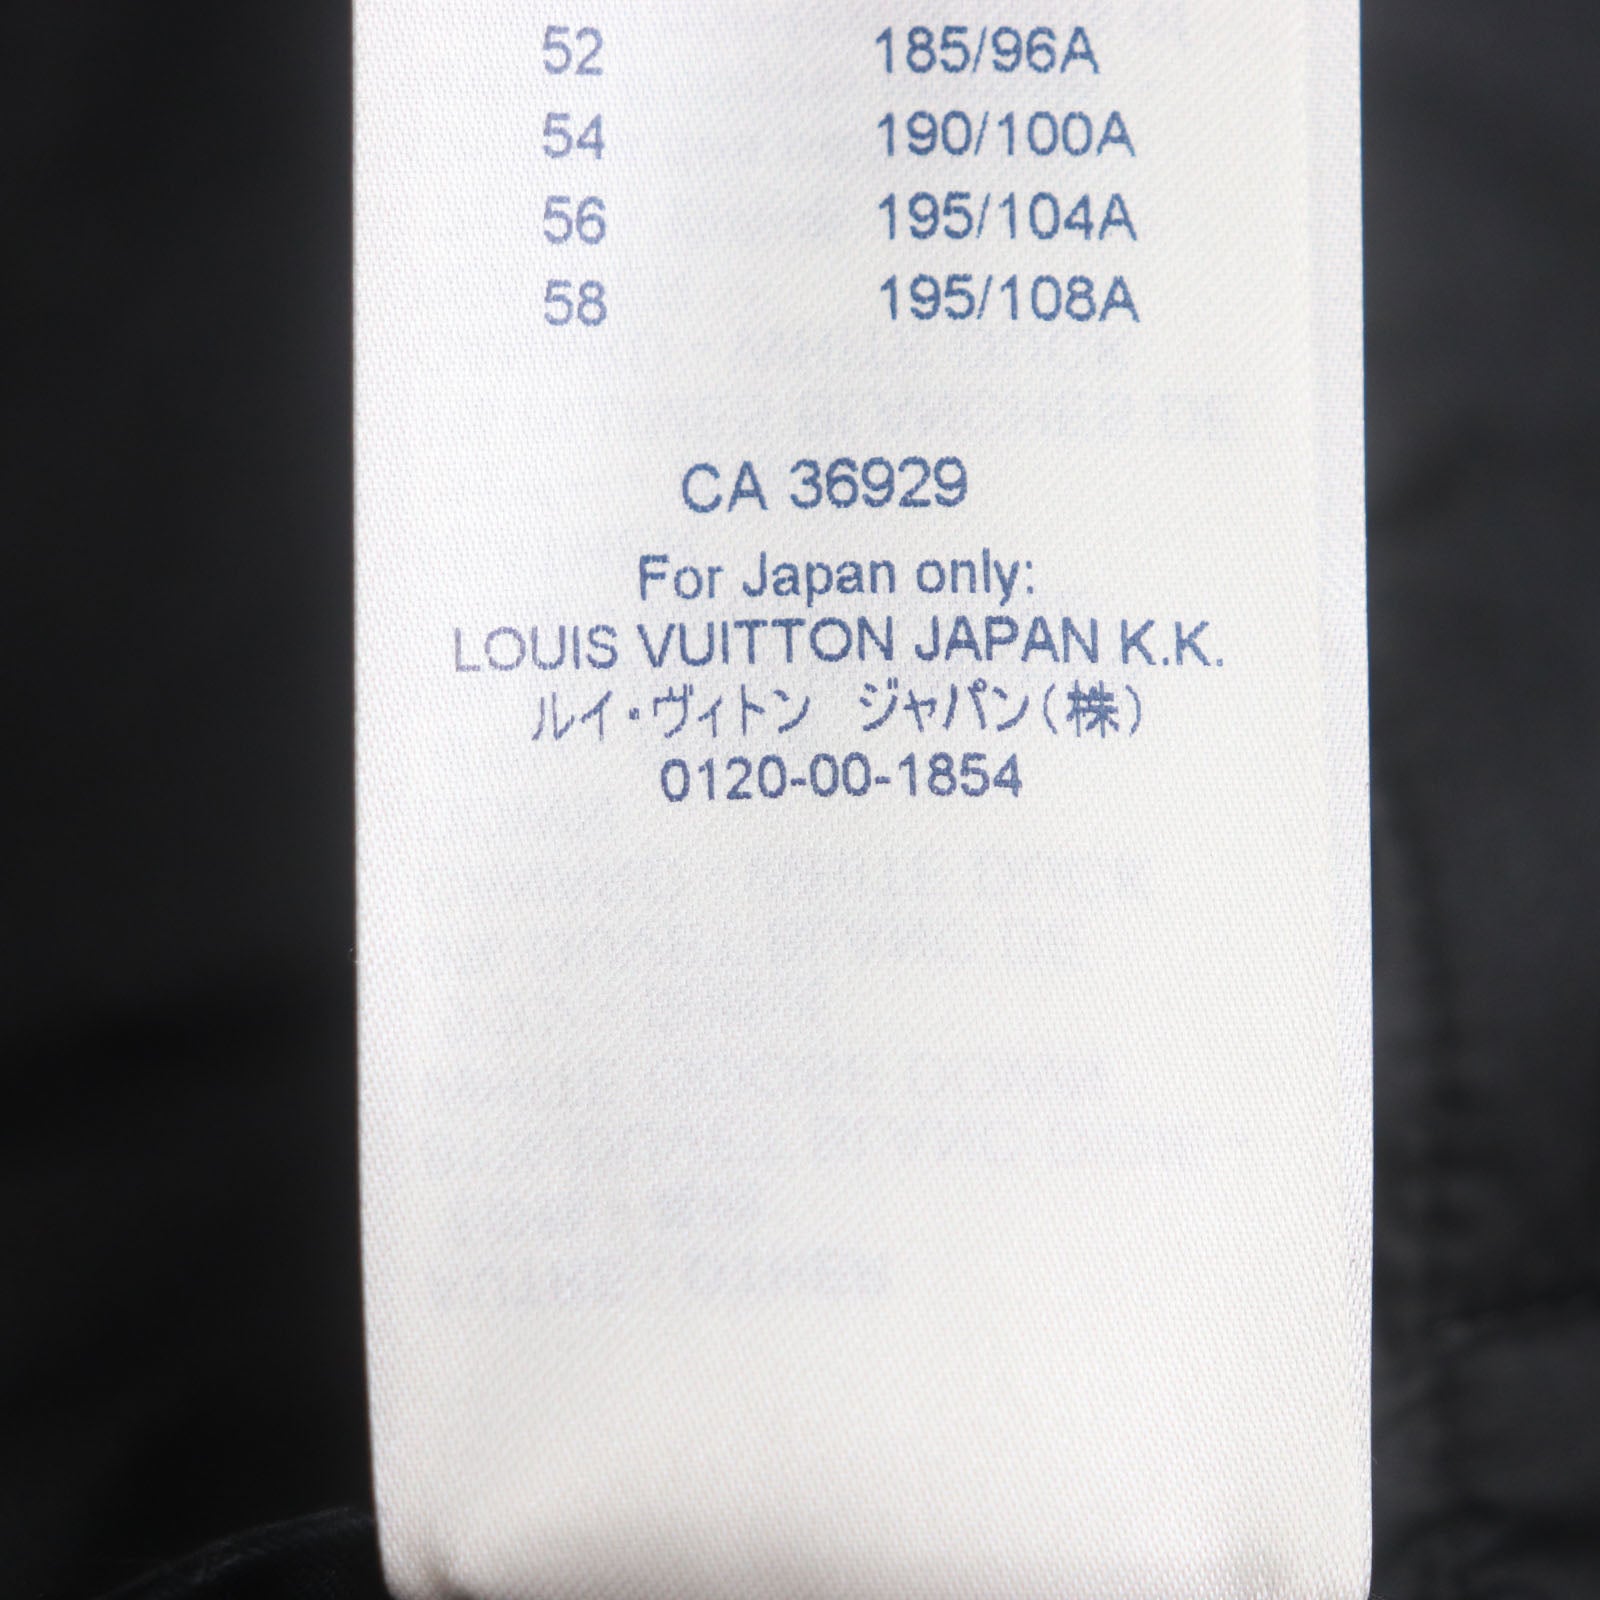 52 185/96A
54 190/100A
56 195/104A
58 195/108A
CA 36929
For Japan only:
LOUIS VUITTON JAPAN K.K.
ルイ・ヴィトン　ジャパン(株)
0120-00-1854